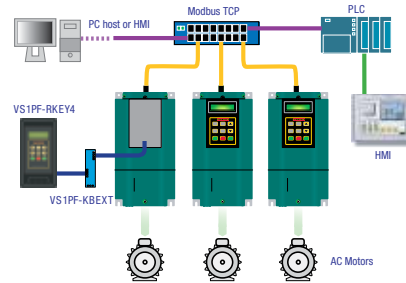 Modbus TCP
PLC
PC host or HMI
VS1PF-RKEY4
VS1PF-KBEXT
HMI
AC Motors